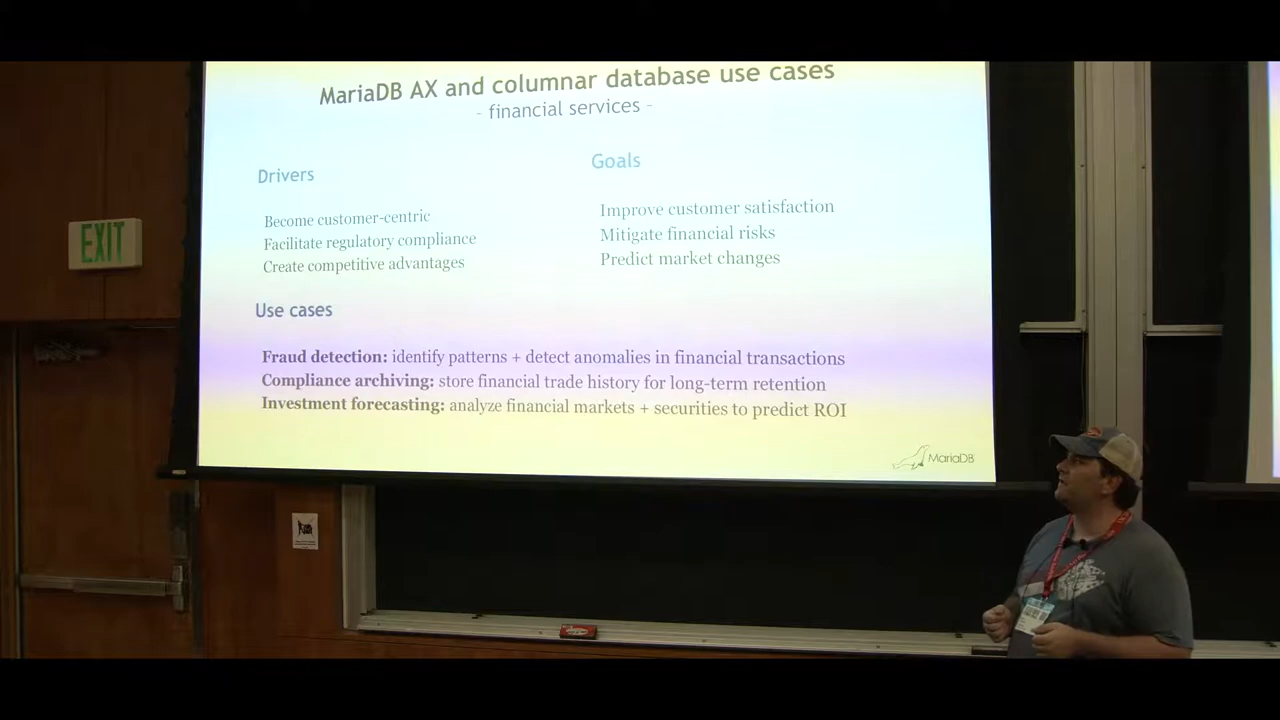 MariaDB AX and columnar database use cases
- financial services -
Drivers
Become customer-centric
Facilitate regulatory compliance
Create competitive advantages
Goals
Improve customer satisfaction
Mitigate financial risks
Predict market changes
Use cases
Fraud detection: identify patterns + detect anomalies in financial transactions
Compliance archiving: store financial trade history for long-term retention
Investment forecasting: analyze financial markets + securities to predict ROI
MariaDB
EXIT